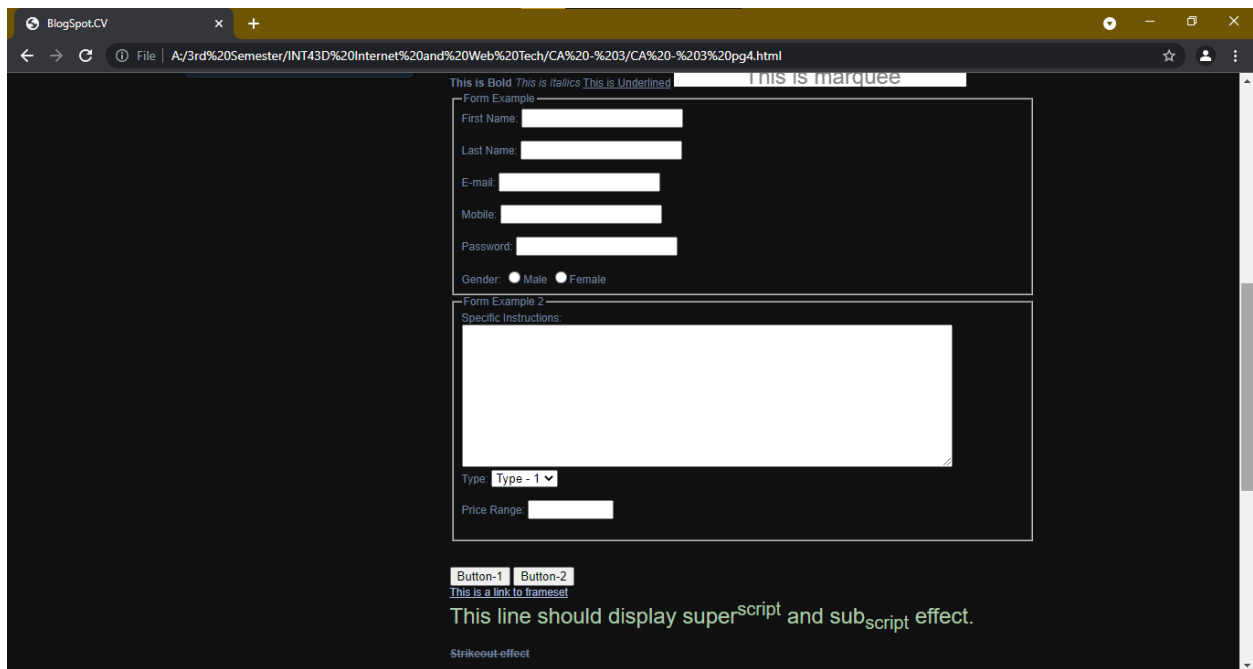 BlogSpot.CV
File A:/3rd%20Semester/INT43D%20Internet%20and%20Web%20Tech/CA%20-%203/CA%20-%203%20pg4.html
This is Bold This is Itallics This is Underlined This is marquee
Form Example
First Name:
Last Name:
E-mail:
Mobile:
Password:
Gender: Male Female
Form Example 2
Specific Instructions:
Type: Type - 1
Price Range:
Button-1 Button-2
This is a link to frameset
This line should display superscript and subscript effect.
Strikeout effect